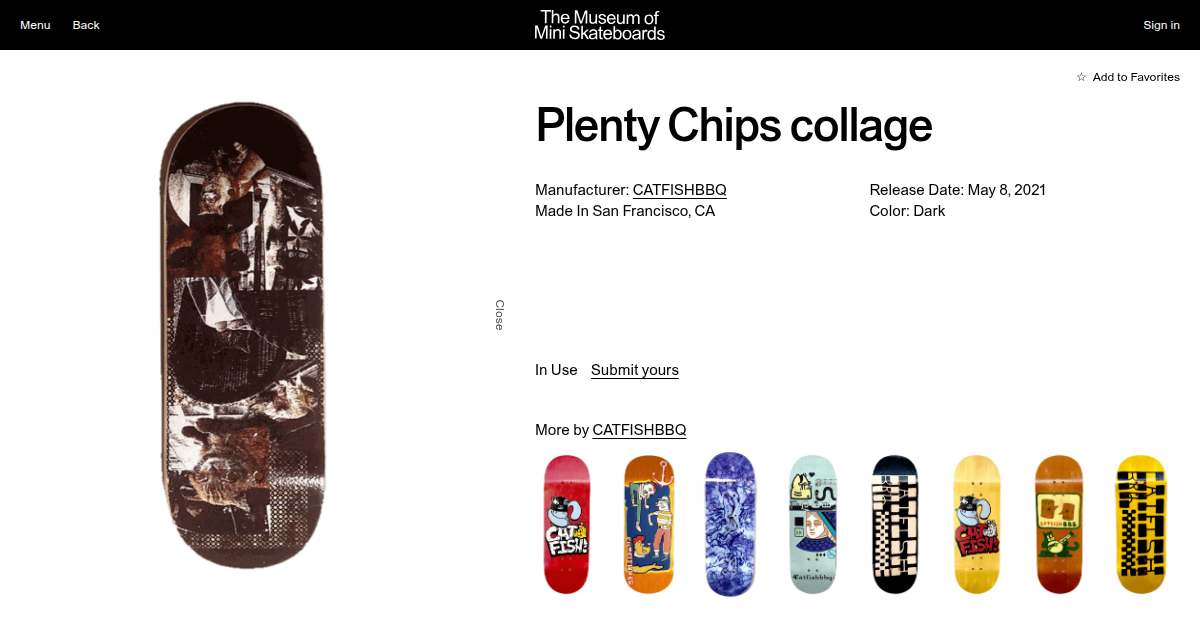 Menu
Back
The Museum of
Mini Skateboards
Sign in
☆ Add to Favorites
Plenty Chips collage
Manufacturer: CATFISHBBQ
Made In San Francisco, CA
Release Date: May 8, 2021
Color: Dark
Close
In Use
Submit yours
More by CATFISHBBQ
CAT
FISH
Catfishbbq
CATFISH